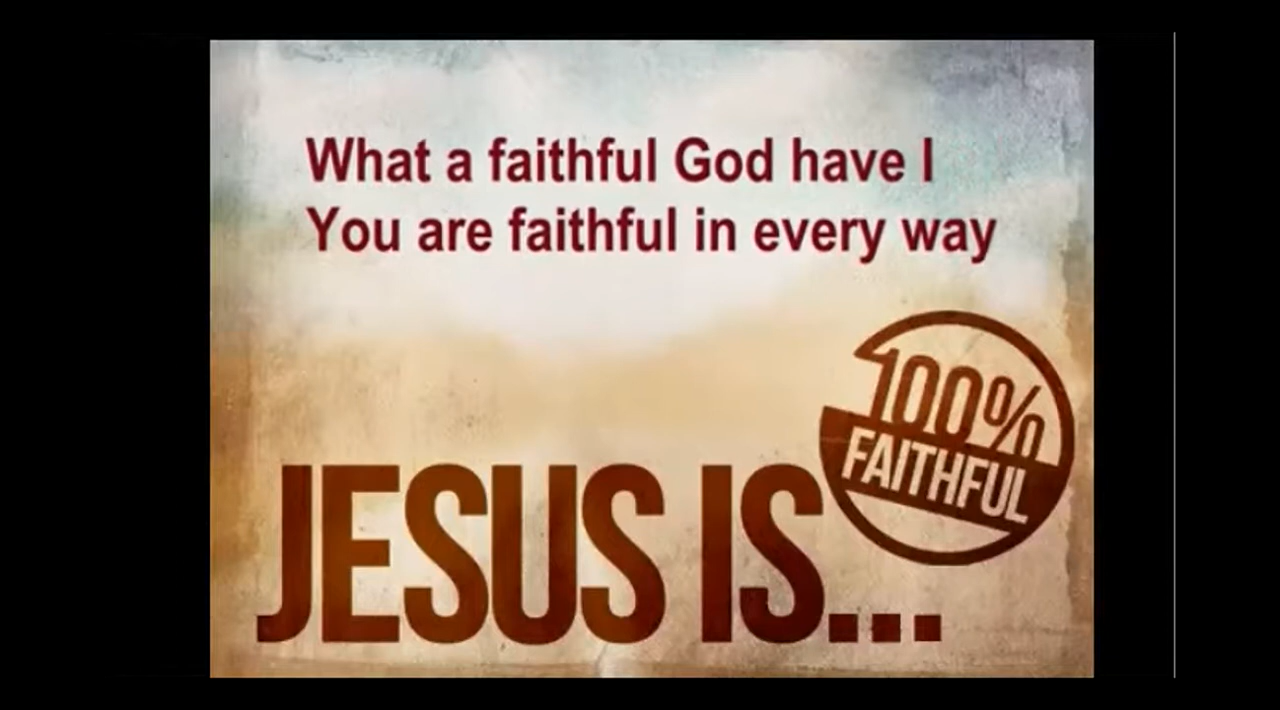 What a faithful God have I
You are faithful in every way
100%
FAITHFUL
JESUS IS...